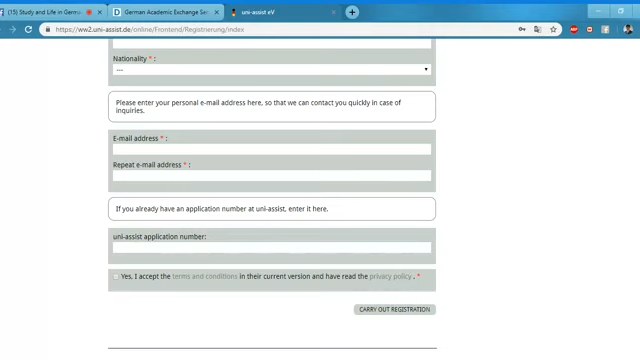 (15) Study and Life in Germ
German Academic Exchange Se
uni-assist eV
https://ww2.uni-assist.de/online/Frontend/Registrierung/index
Nationality * :
---
Please enter your personal e-mail address here, so that we can contact you quickly in case of
inquiries.
E-mail address * :
Repeat e-mail address * :
If you already have an application number at uni-assist, enter it here.
uni-assist application number:
Yes, I accept the terms and conditions in their current version and have read the privacy policy . *
CARRY OUT REGISTRATION